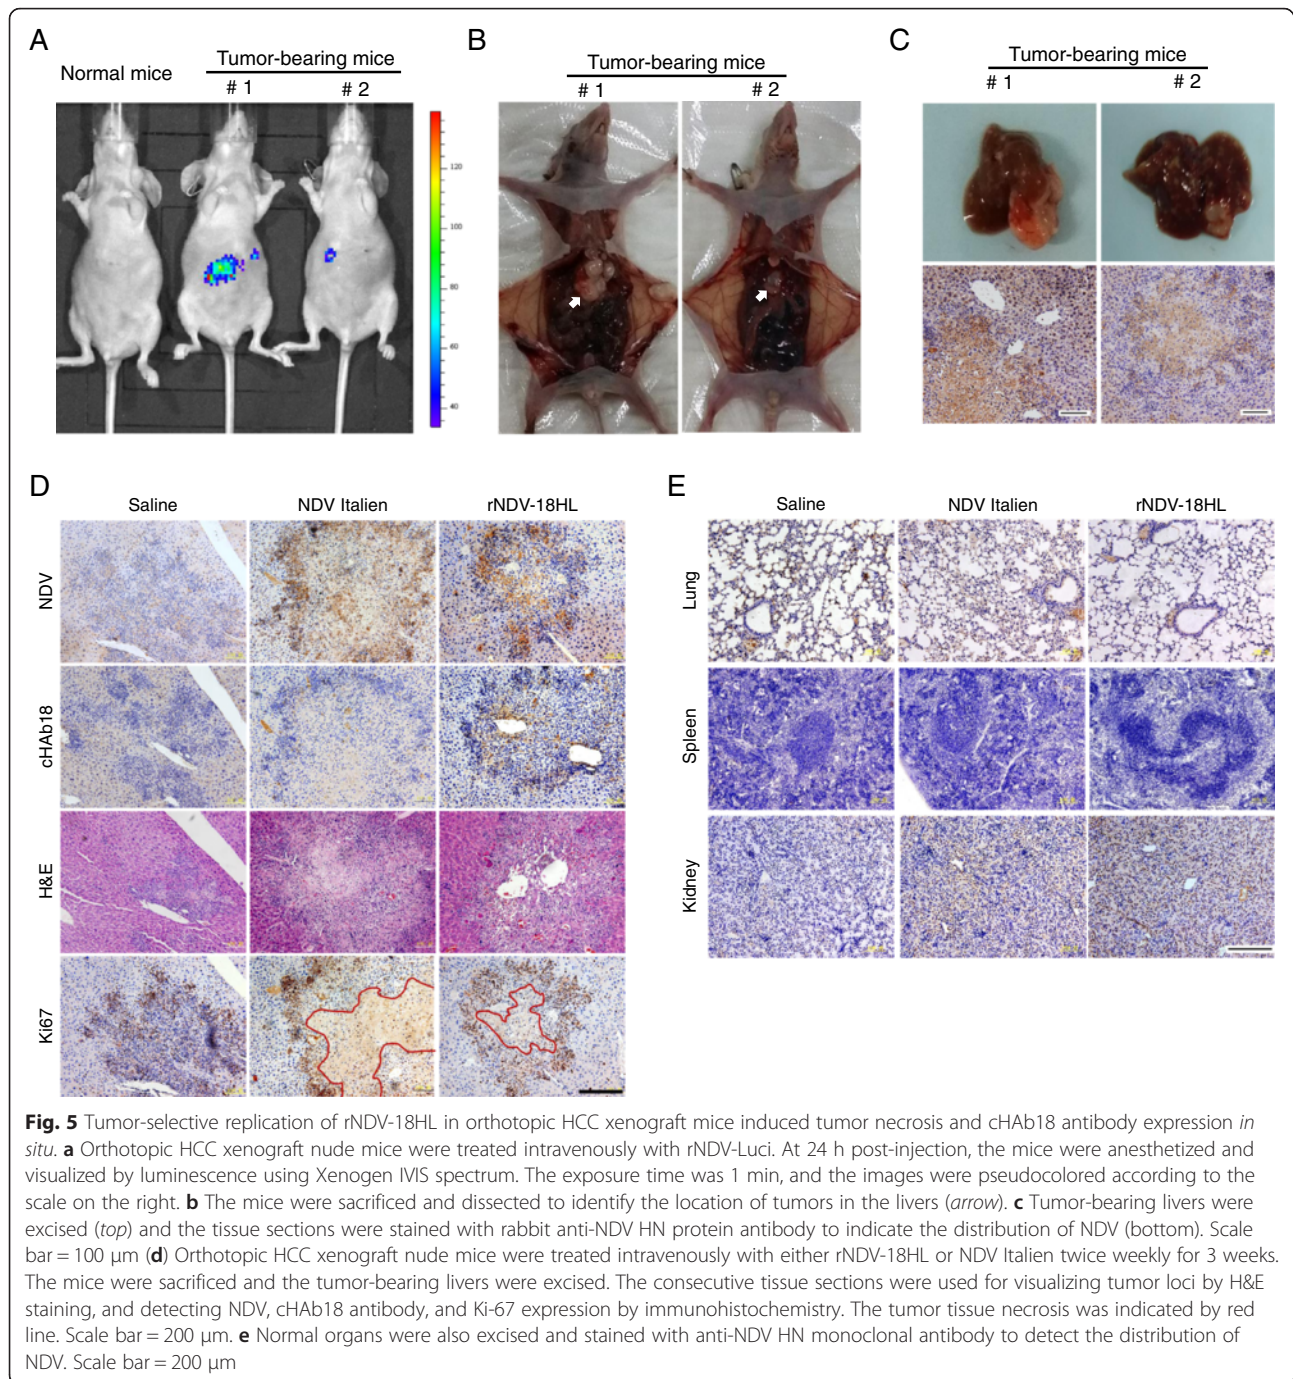 A
Normal mice
Tumor-bearing mice
# 1
# 2
120
100
80
60
40
B
Tumor-bearing mice
# 1
# 2
C
Tumor-bearing mice
# 1
# 2
D
Saline
NDV Italien
rNDV-18HL
NDV
cHAb18
H&E
Ki67
E
Saline
NDV Italien
rNDV-18HL
Lung
Spleen
Kidney
Fig. 5 Tumor-selective replication of rNDV-18HL in orthotopic HCC xenograft mice induced tumor necrosis and cHAb18 antibody expression in
situ. a Orthotopic HCC xenograft nude mice were treated intravenously with rNDV-Luci. At 24 h post-injection, the mice were anesthetized and
visualized by luminescence using Xenogen IVIS spectrum. The exposure time was 1 min, and the images were pseudocolored according to the
scale on the right. b The mice were sacrificed and dissected to identify the location of tumors in the livers (arrow). c Tumor-bearing livers were
excised (top) and the tissue sections were stained with rabbit anti-NDV HN protein antibody to indicate the distribution of NDV (bottom). Scale
bar = 100 μm (d) Orthotopic HCC xenograft nude mice were treated intravenously with either rNDV-18HL or NDV Italien twice weekly for 3 weeks.
The mice were sacrificed and the tumor-bearing livers were excised. The consecutive tissue sections were used for visualizing tumor loci by H&E
staining, and detecting NDV, cHAb18 antibody, and Ki-67 expression by immunohistochemistry. The tumor tissue necrosis was indicated by red
line. Scale bar = 200 μm. e Normal organs were also excised and stained with anti-NDV HN monoclonal antibody to detect the distribution of
NDV. Scale bar = 200 μm